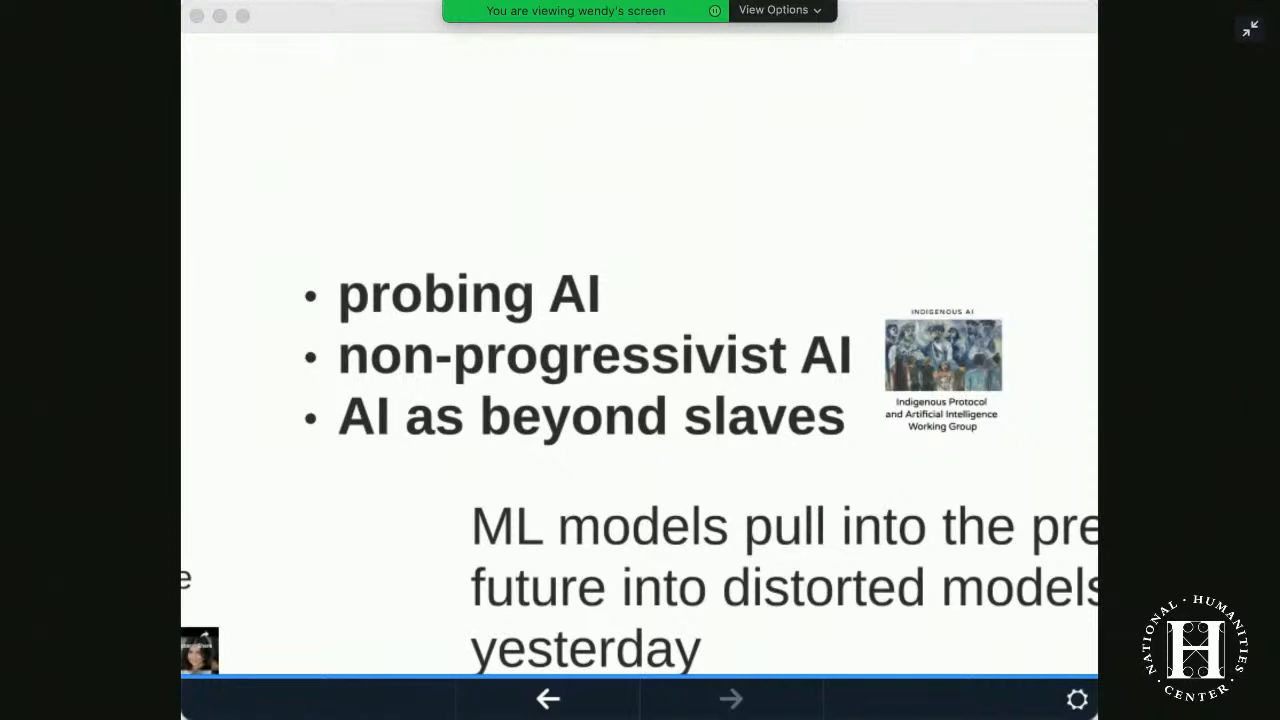 You are viewing wendy's screen
View Options
• probing AI
• non-progressivist AI
• AI as beyond slaves
INDIGENOUS AI
Indigenous Protocol
and Artificial Intelligence
Working Group
ML models pull into the pre
future into distorted models
yesterday
e
NATIONAL · HUMANITIES · CENTER ·
H